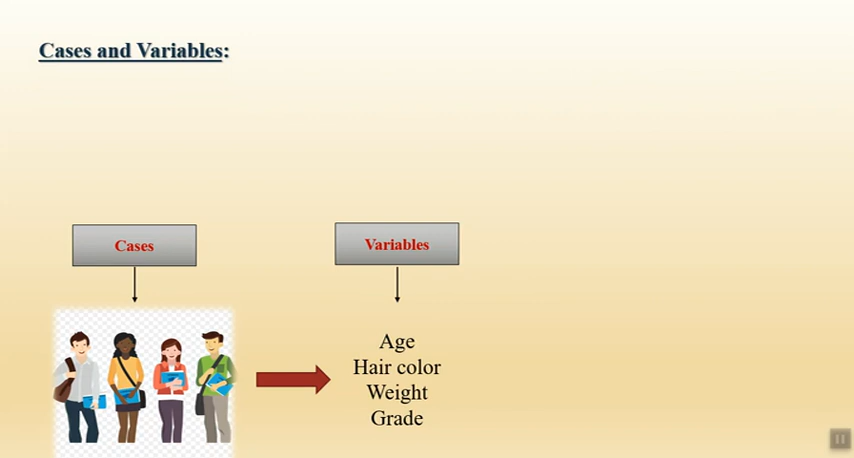 Cases and Variables:
Cases
Variables
Age
Hair color
Weight
Grade